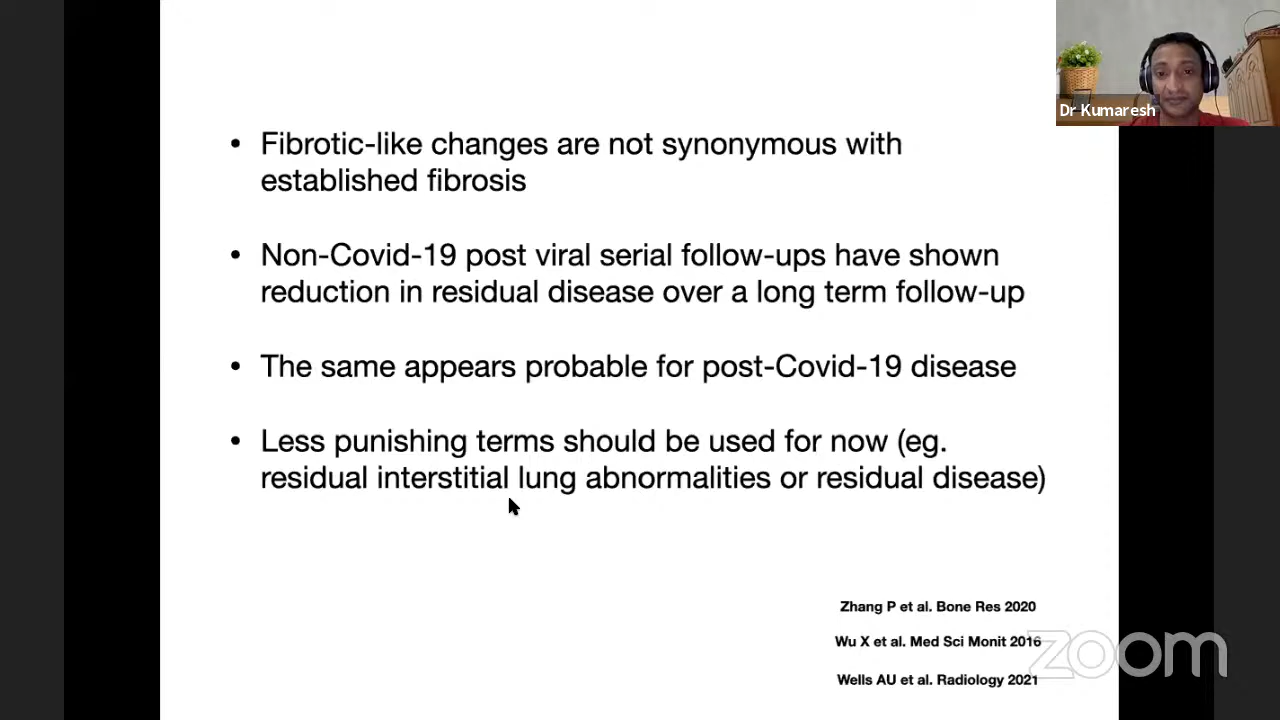 Dr Kumaresh
• Fibrotic-like changes are not synonymous with
established fibrosis
• Non-Covid-19 post viral serial follow-ups have shown
reduction in residual disease over a long term follow-up
• The same appears probable for post-Covid-19 disease
• Less punishing terms should be used for now (eg.
residual interstitial lung abnormalities or residual disease)
Zhang P et al. Bone Res 2020
Wu X et al. Med Sci Monit 2016
Wells AU et al. Radiology 2021
zoom